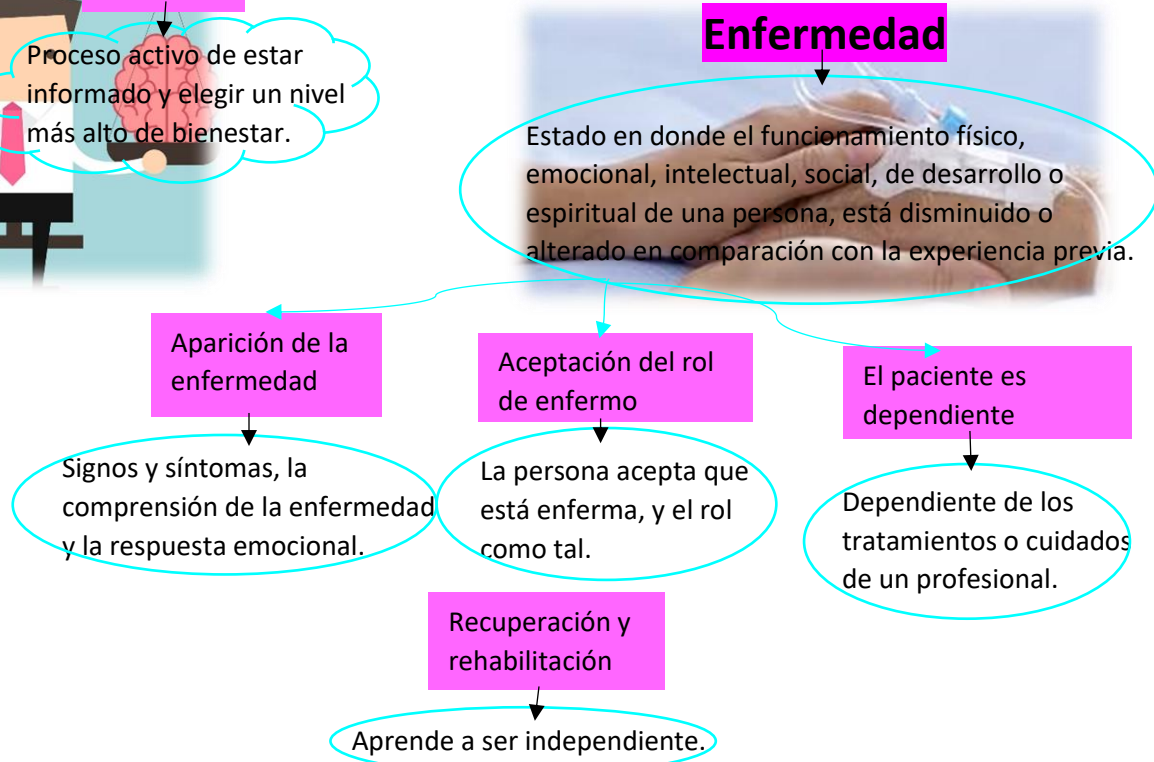 Proceso activo de estar
informado y elegir un nivel
más alto de bienestar.
Enfermedad
Estado en donde el funcionamiento físico,
emocional, intelectual, social, de desarrollo o
espiritual de una persona, está disminuido o
alterado en comparación con la experiencia previa.
Aparición de la
enfermedad
Signos y síntomas, la
comprensión de la enfermedad
y la respuesta emocional.
Aceptación del rol
de enfermo
La persona acepta que
está enferma, y el rol
como tal.
El paciente es
dependiente
Dependiente de los
tratamientos o cuidados
de un profesional.
Recuperación y
rehabilitación
Aprende a ser independiente.